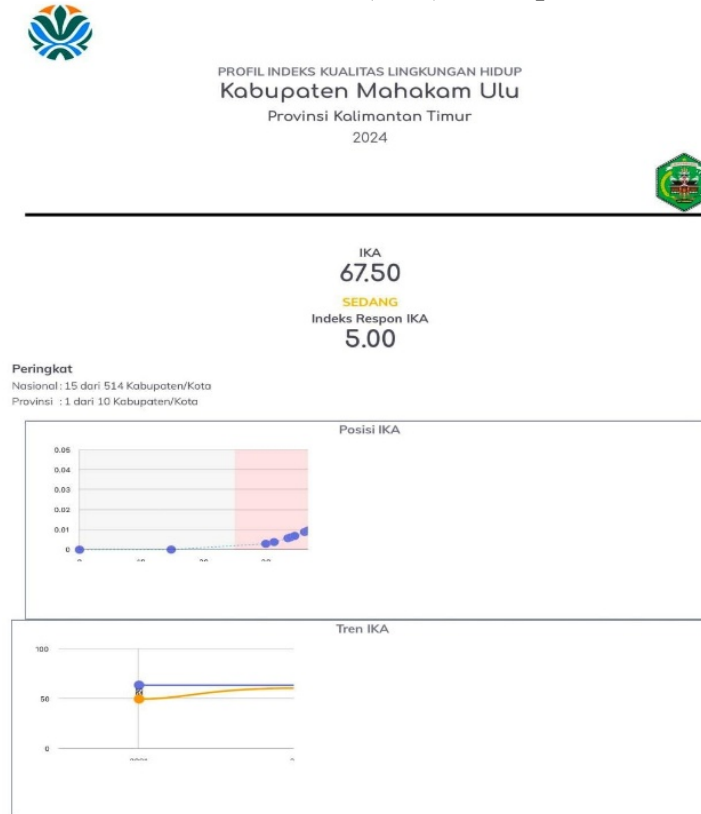 PROFIL INDEKS KUALITAS LINGKUNGAN HIDUP
Kabupaten Mahakam Ulu
Provinsi Kalimantan Timur
2024
IKA
67.50
SEDANG
Indeks Respon IKA
5.00
Peringkat
Nasional : 15 dari 514 Kabupaten/Kota
Provinsi : 1 dari 10 Kabupaten/Kota
Posisi IKA
0.05
0.04
0.03
0.02
0.01
0
Tren IKA
100
50
0